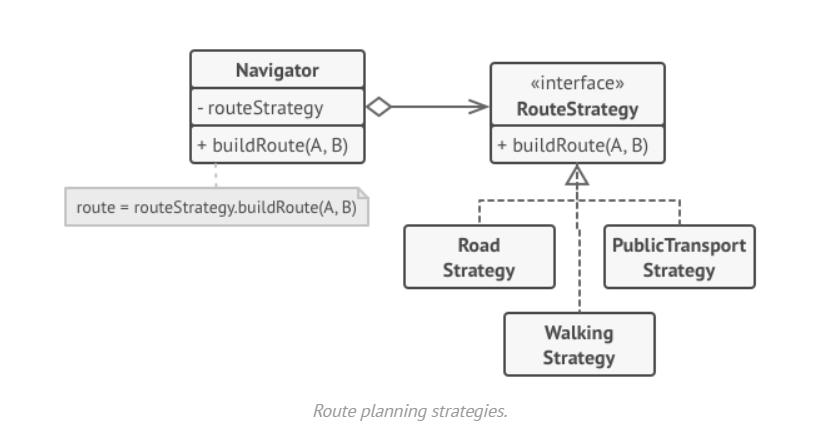 Navigator
- routeStrategy
+ buildRoute(A, B)
route = routeStrategy.buildRoute(A, B)
«interface»
RouteStrategy
+ buildRoute(A, B)
Road
Strategy
PublicTransport
Strategy
Walking
Strategy
Route planning strategies.